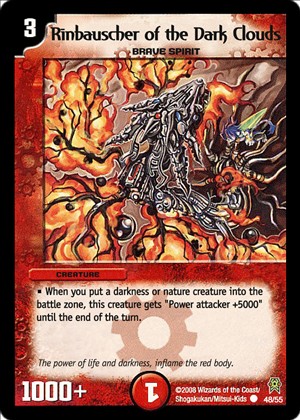 3
Rinbauscher of the Dark Clouds
BRAVE SPIRIT
CREATURE
▪ When you put a darkness or nature creature into the
battle zone, this creature gets "Power attacker +5000"
until the end of the turn.
The power of life and darkness, inflame the red body.
1000+
1
©2008 Wizards of the Coast/
Shogakukan/Mitsui-Kids ● 48/55